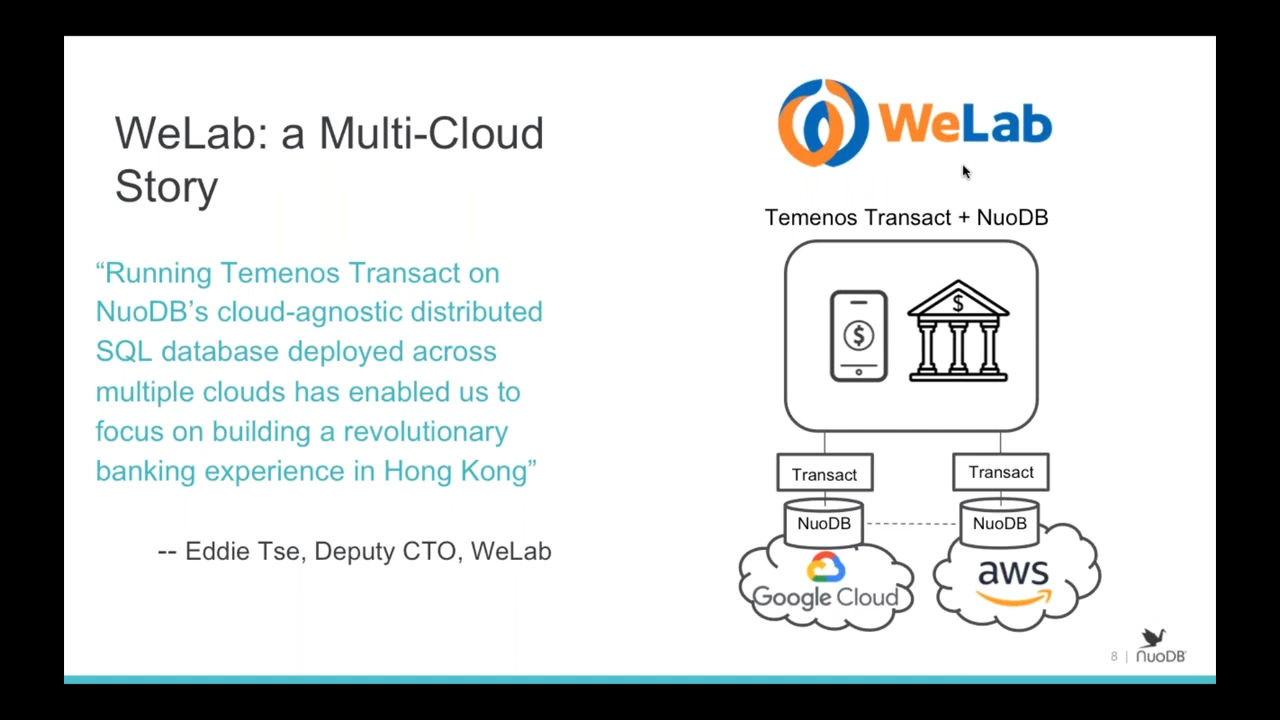 WeLab: a Multi-Cloud
Story
“Running Temenos Transact on
NuoDB’s cloud-agnostic distributed
SQL database deployed across
multiple clouds has enabled us to
focus on building a revolutionary
banking experience in Hong Kong”
-- Eddie Tse, Deputy CTO, WeLab
WeLab
Temenos Transact + NuoDB
$
$
Transact
Transact
NuoDB
NuoDB
Google Cloud
aws
8 | NuoDB